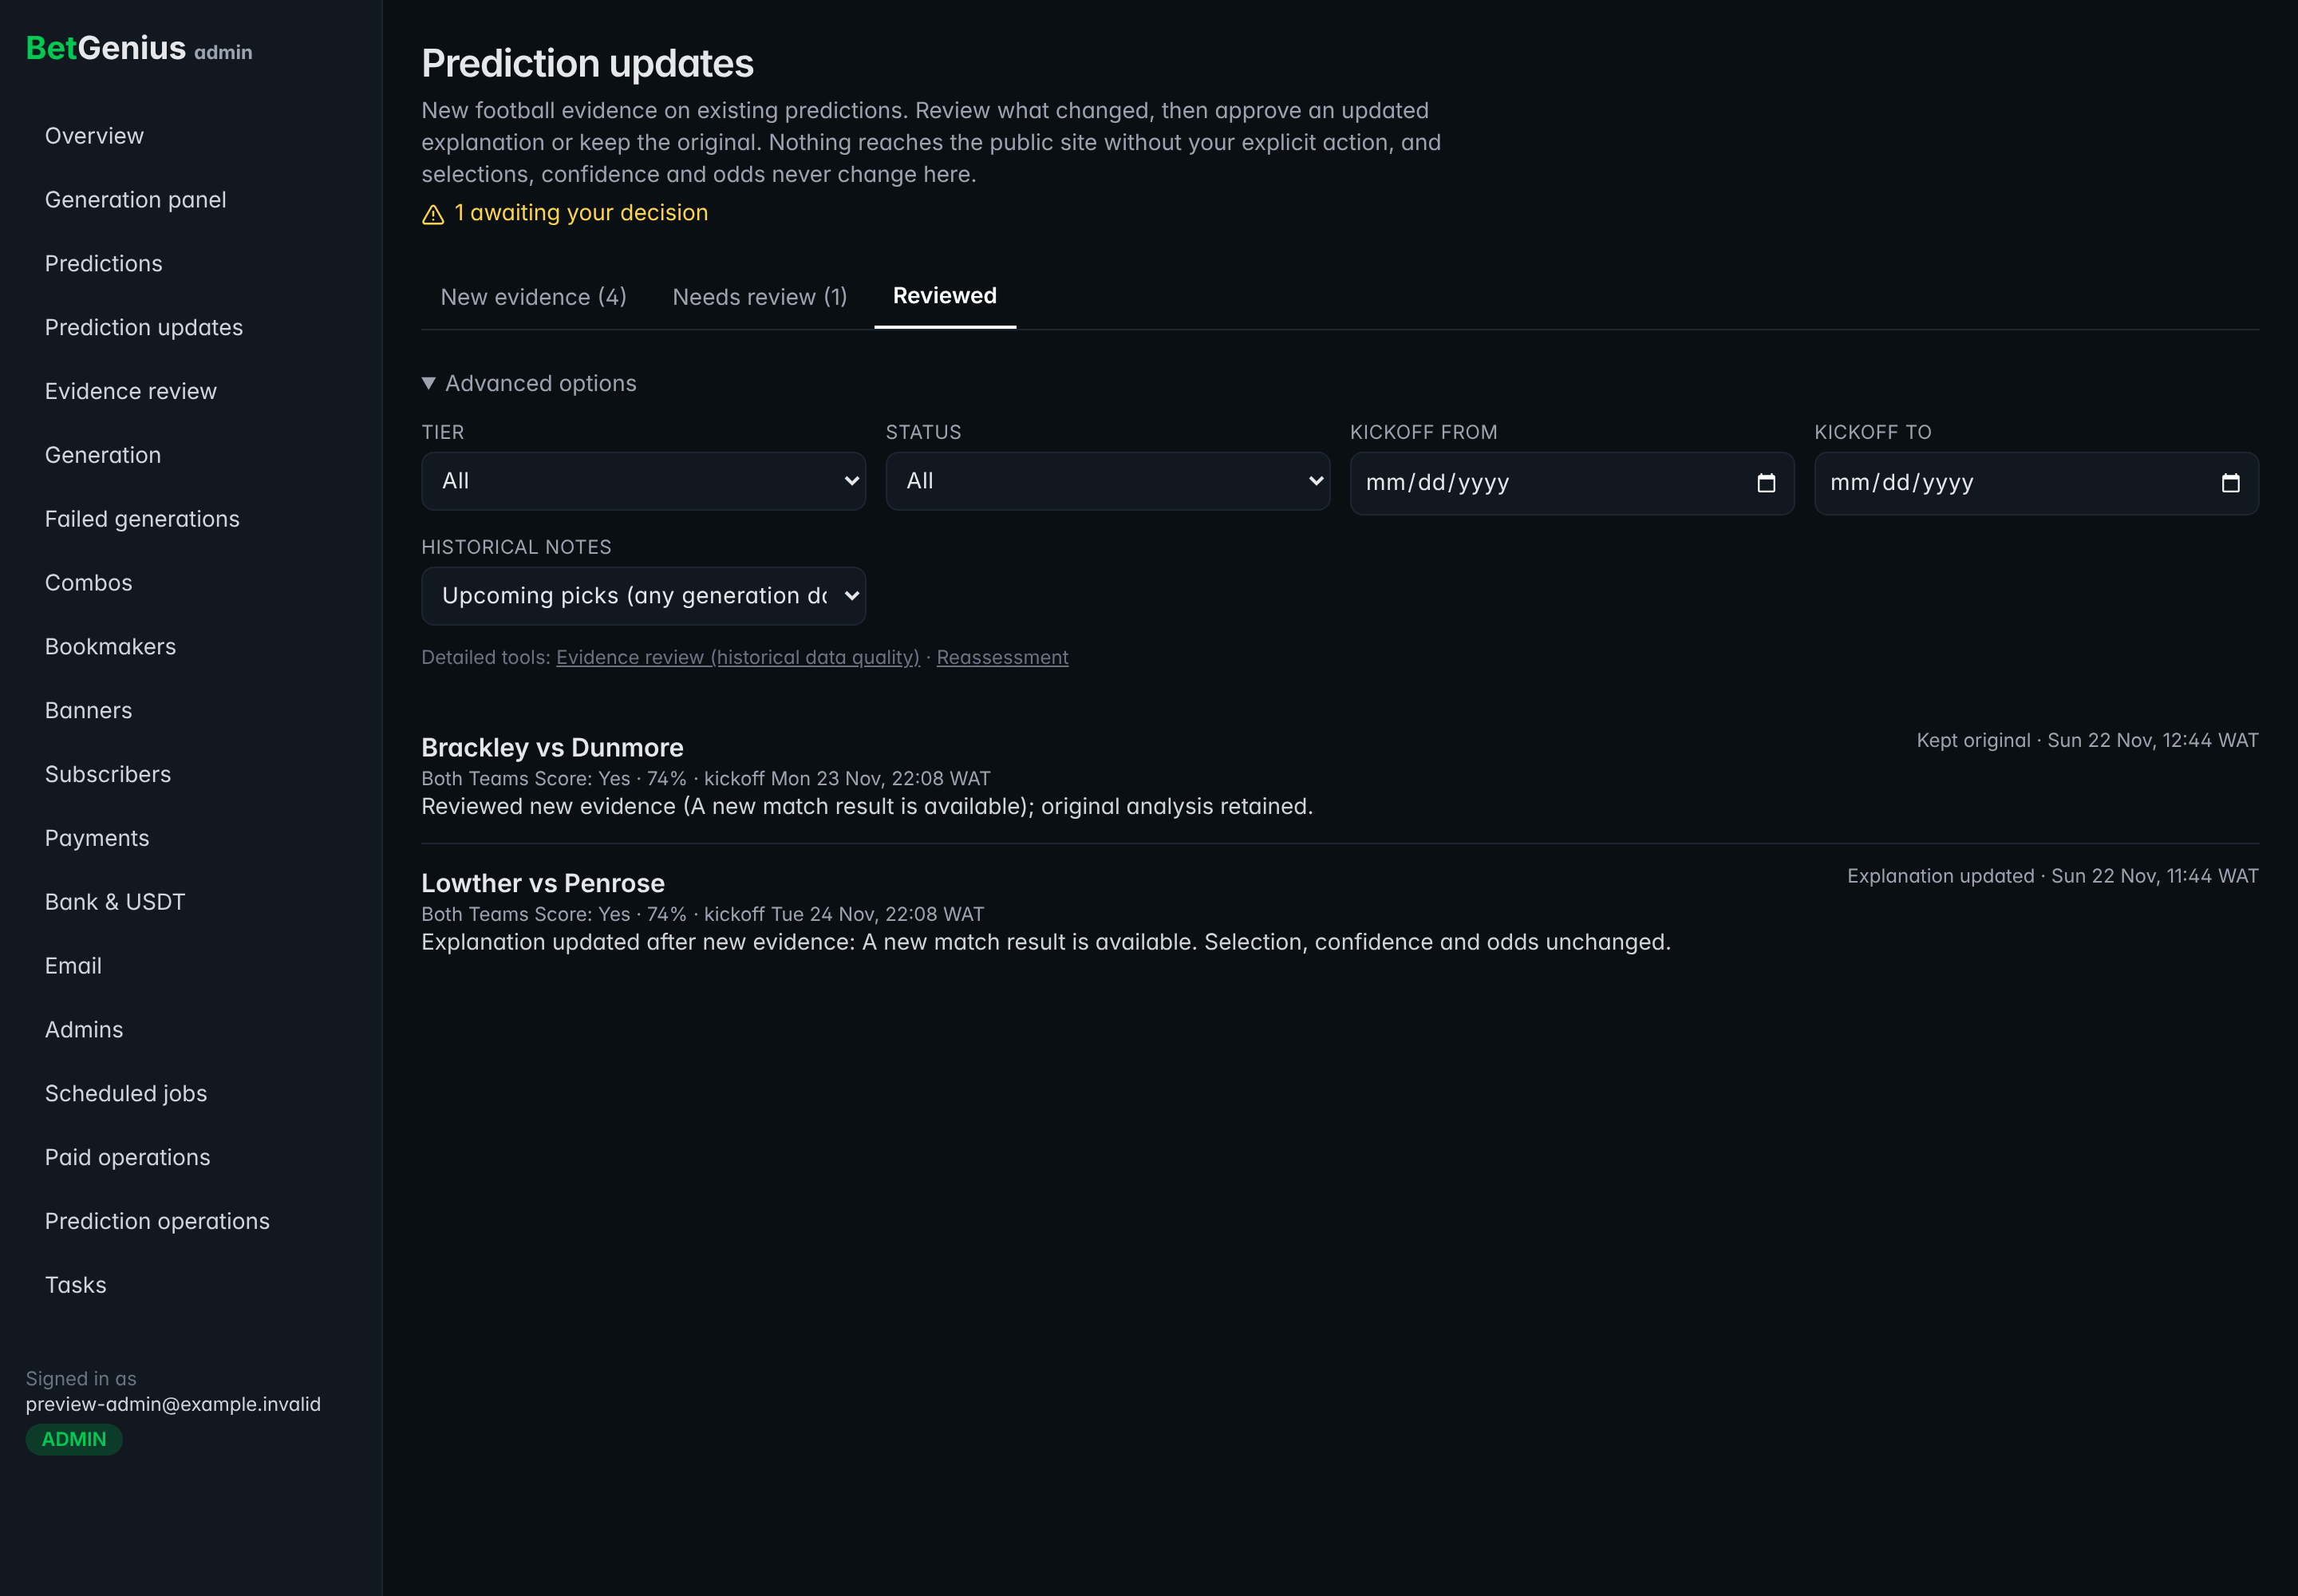 BetGenius admin
Overview
Generation panel
Predictions
Prediction updates
Evidence review
Generation
Failed generations
Combos
Bookmakers
Banners
Subscribers
Payments
Bank & USDT
Email
Admins
Scheduled jobs
Paid operations
Prediction operations
Tasks
Signed in as
preview-admin@example.invalid
ADMIN
Prediction updates
New football evidence on existing predictions. Review what changed, then approve an updated
explanation or keep the original. Nothing reaches the public site without your explicit action, and
selections, confidence and odds never change here.
1 awaiting your decision
New evidence (4) Needs review (1) Reviewed
▼ Advanced options
TIER STATUS KICKOFF FROM KICKOFF TO
All All mm/dd/yyyy mm/dd/yyyy
HISTORICAL NOTES
Upcoming picks (any generation
Detailed tools: Evidence review (historical data quality) · Reassessment
Brackley vs Dunmore
Kept original · Sun 22 Nov, 12:44 WAT
Both Teams Score: Yes · 74% · kickoff Mon 23 Nov, 22:08 WAT
Reviewed new evidence (A new match result is available); original analysis retained.
Lowther vs Penrose
Explanation updated · Sun 22 Nov, 11:44 WAT
Both Teams Score: Yes · 74% · kickoff Tue 24 Nov, 22:08 WAT
Explanation updated after new evidence: A new match result is available. Selection, confidence and odds unchanged.